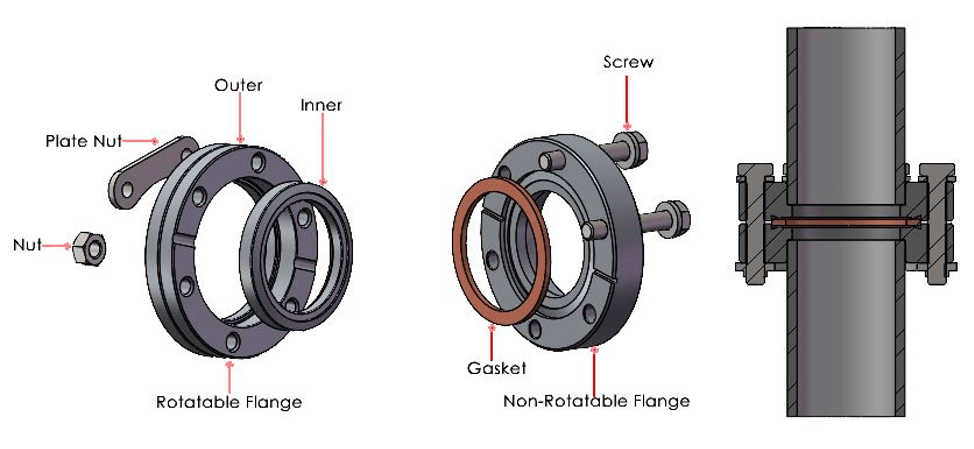 Screw
Outer
Inner
Plate Nut
Nut
Gasket
Rotatable Flange
Non-Rotatable Flange